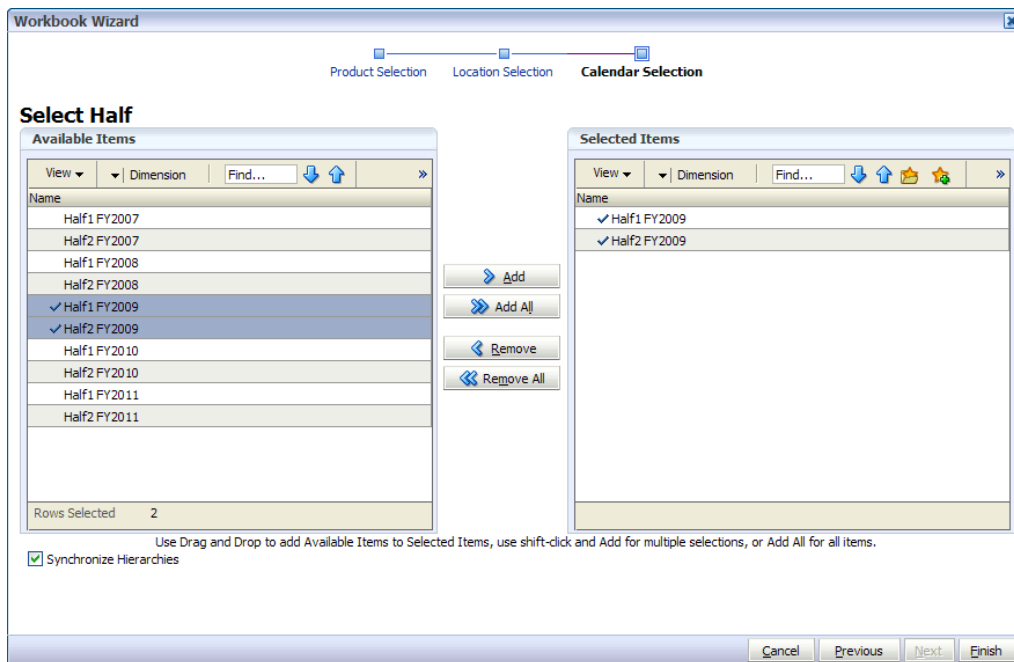 Workbook Wizard
Product Selection
Location Selection
Calendar Selection
Select Half
Available Items
View
Dimension
Find...
»
Name
Half1 FY2007
Half2 FY2007
Half1 FY2008
Half2 FY2008
Half1 FY2009
Half2 FY2009
Half1 FY2010
Half2 FY2010
Half1 FY2011
Half2 FY2011
Rows Selected 2
Add
Add All
Remove
Remove All
Selected Items
View
Dimension
Find...
»
Name
Half1 FY2009
Half2 FY2009
Use Drag and Drop to add Available Items to Selected Items, use shift-click and Add for multiple selections, or Add All for all items.
Synchronize Hierarchies
Cancel
Previous
Next
Finish